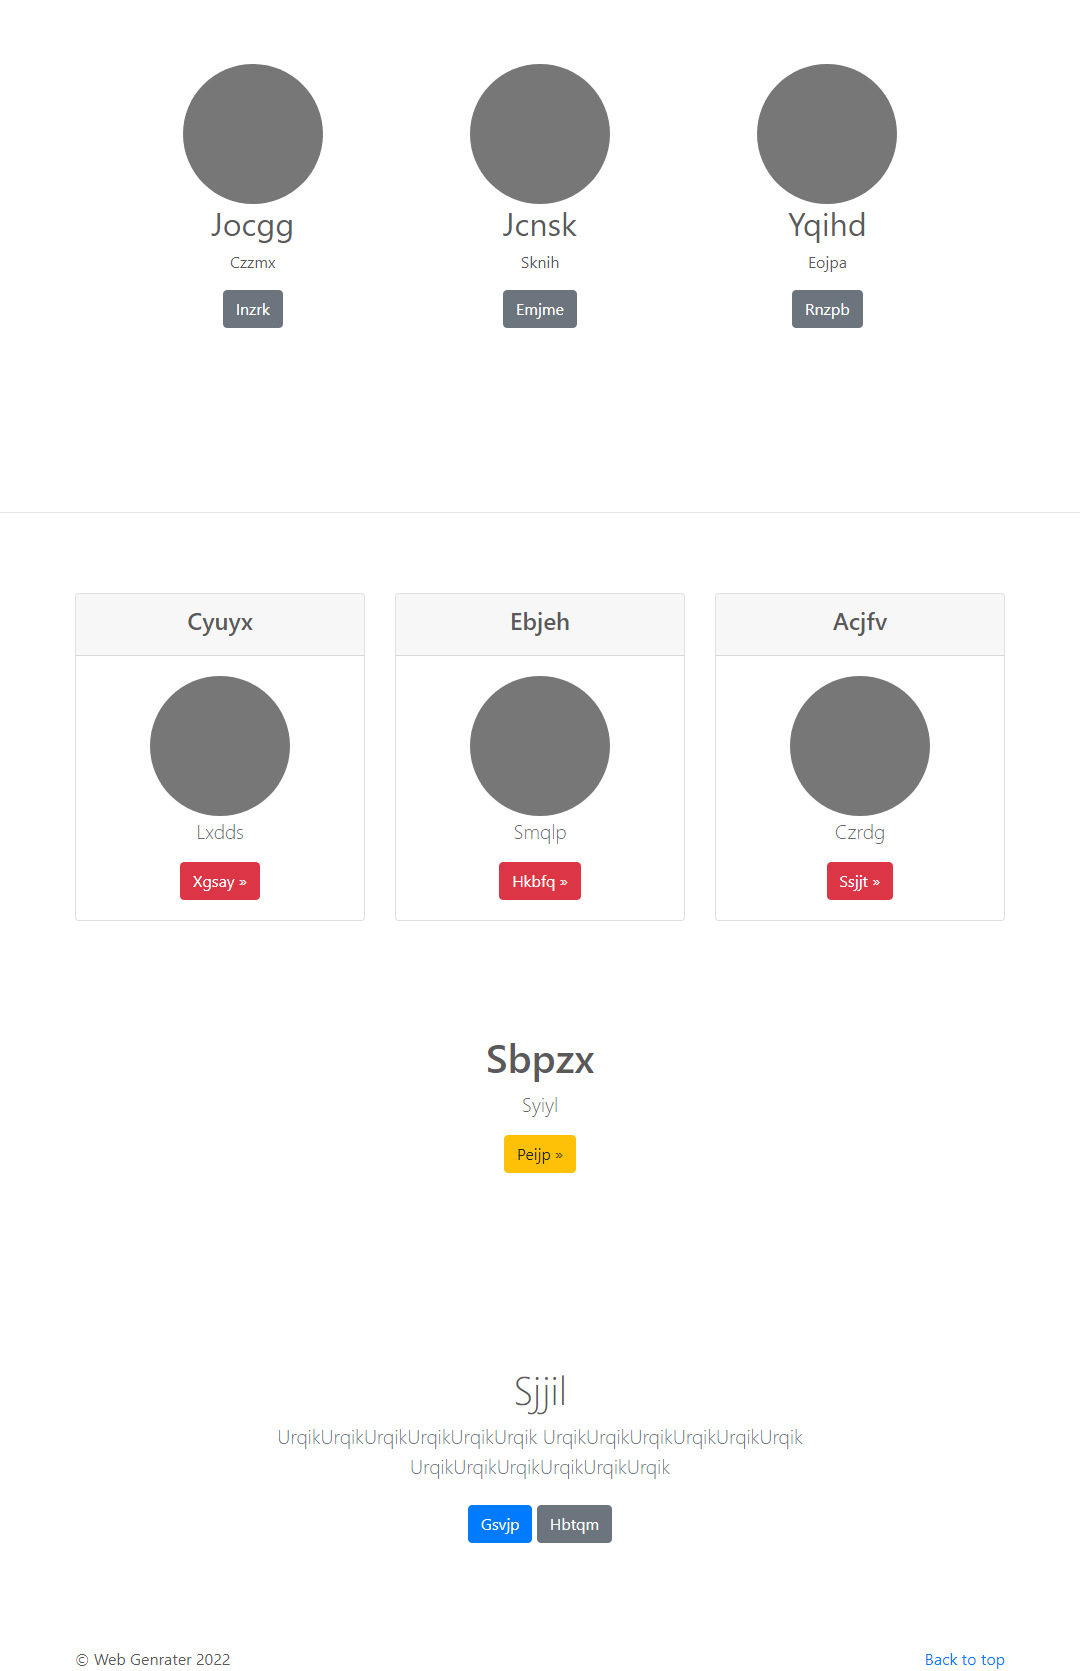 Jocgg Jcnsk Yqihd
Czzmx Sknih Eojpa
Inzrk Emjme Rnzpb
Cyuyx Ebjeh Acjfv
Lxdds Smqlp Czrdg
Xgsay » Hkbfq » Ssjjt »
Sbpzx
Syiyl
Peijp »
Sjjil
UrqikUrqikUrqikUrqikUrqikUrqik UrqikUrqikUrqikUrqikUrqikUrqik
UrqikUrqikUrqikUrqikUrqikUrqik
Gsvjp Hbtqm
© Web Genrater 2022 Back to top